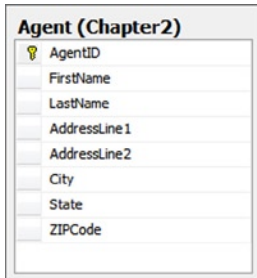 Agent (Chapter2)
AgentID
FirstName
LastName
AddressLine1
AddressLine2
City
State
ZIPCode